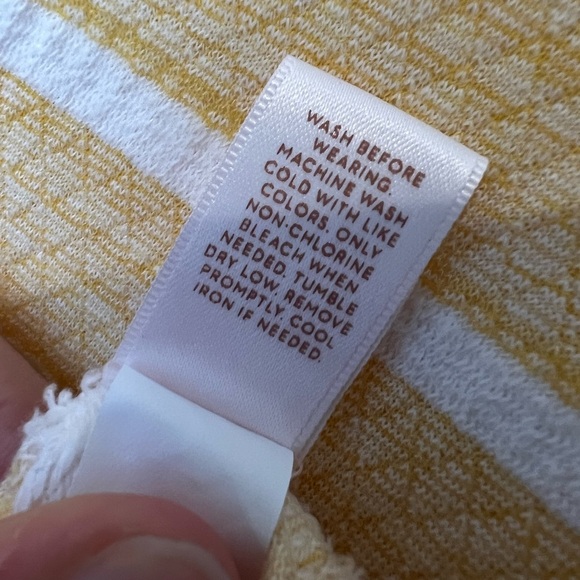 WASH BEFORE
WEARING.
MACHINE WASH
COLD WITH LIKE
COLORS. ONLY
NON-CHLORINE
BLEACH WHEN
NEEDED. TUMBLE
DRY LOW. REMOVE
PROMPTLY. COOL
IRON IF NEEDED.